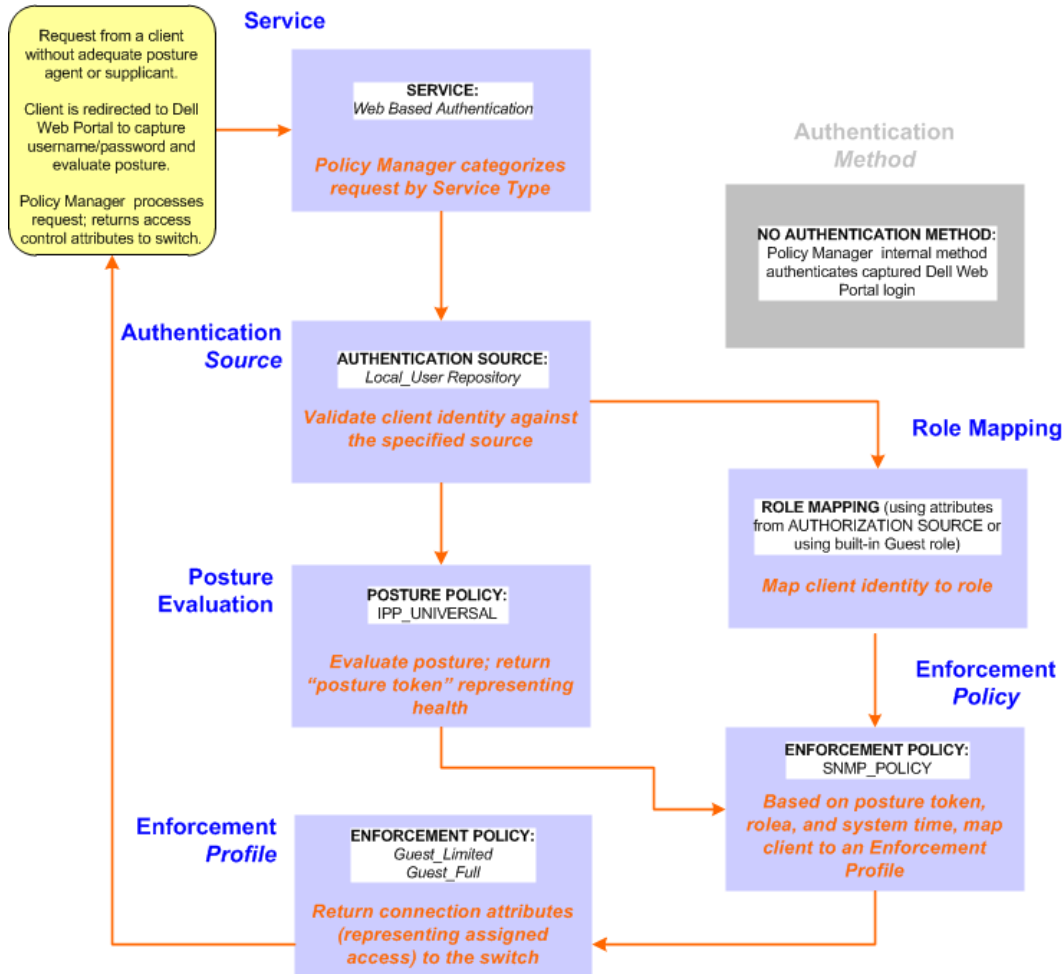 Service
Request from a client
without adequate posture
agent or supplicant.
Client is redirected to Dell
Web Portal to capture
username/password and
evaluate posture.
Policy Manager processes
request; returns access
control attributes to switch.
SERVICE:
Web Based Authentication
Policy Manager categorizes
request by Service Type
Authentication
Method
NO AUTHENTICATION METHOD:
Policy Manager internal method
authenticates captured Dell Web
Portal login
Authentication
Source
AUTHENTICATION SOURCE:
Local_User Repository
Validate client identity against
the specified source
Role Mapping
ROLE MAPPING (using attributes
from AUTHORIZATION SOURCE or
using built-in Guest role)
Map client identity to role
Posture
Evaluation
POSTURE POLICY:
IPP_UNIVERSAL
Evaluate posture; return
“posture token” representing
health
Enforcement
Policy
ENFORCEMENT POLICY:
SNMP_POLICY
Based on posture token,
rolea, and system time, map
client to an Enforcement
Profile
Enforcement
Profile
ENFORCEMENT POLICY:
Guest_Limited
Guest_Full
Return connection attributes
(representing assigned
access) to the switch